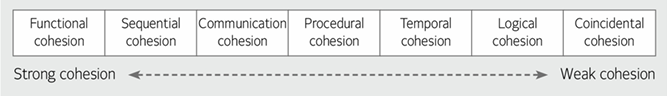 Functional cohesion
Sequential cohesion
Communication cohesion
Procedural cohesion
Temporal cohesion
Logical cohesion
Coincidental cohesion
Strong cohesion
Weak cohesion